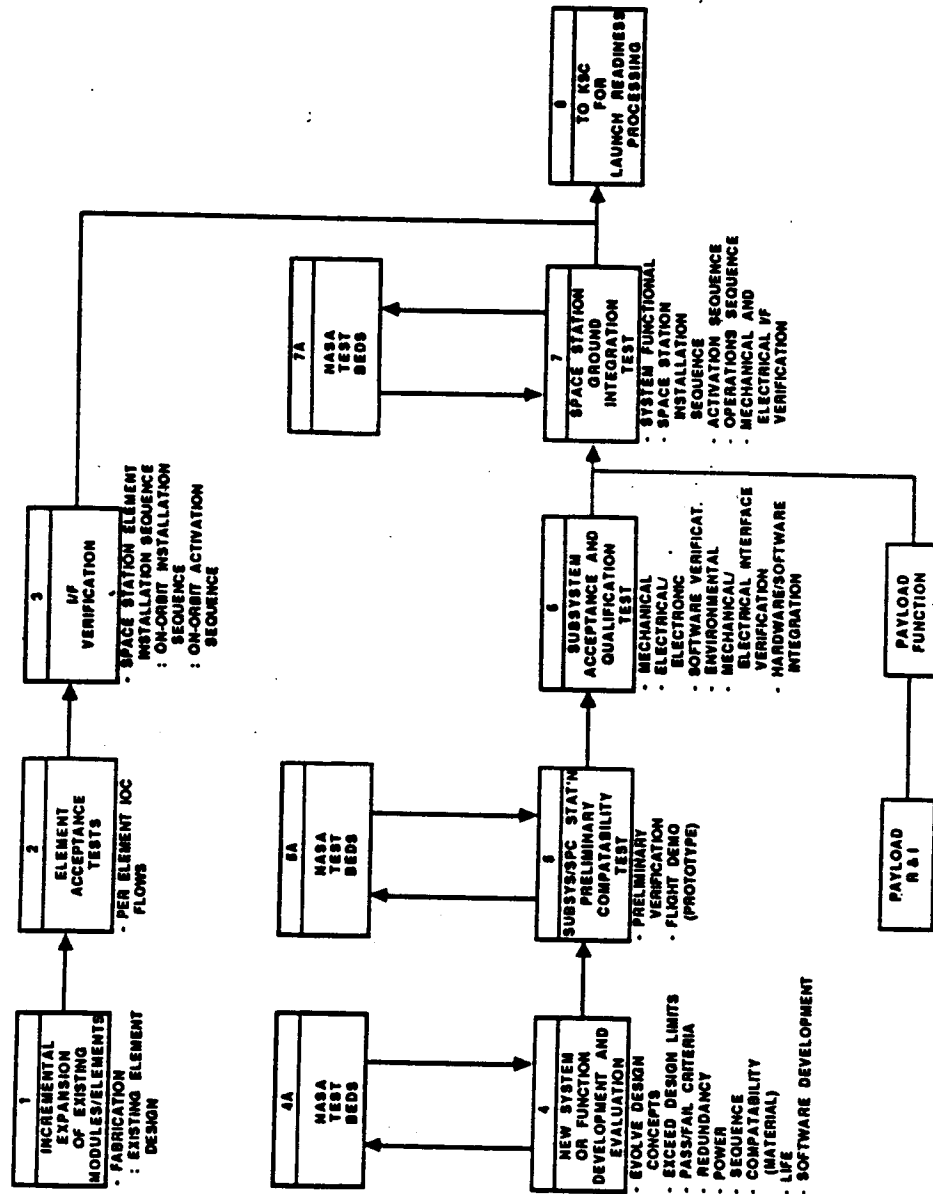 1
INCREMENTAL
EXPANSION
OF EXISTING
MODULES/ELEMENTS
· FABRICATION
: EXISTING ELEMENT
DESIGN
2
ELEMENT
ACCEPTANCE
TESTS
· PER ELEMENT IOC
FLOWS
3
I/F
VERIFICATION
· SPACE STATION ELEMENT
INSTALLATION SEQUENCE
: ON-ORBIT INSTALLATION
SEQUENCE
: ON-ORBIT ACTIVATION
SEQUENCE
4A
NASA
TEST
BEDS
4
NEW SYSTEM
OR FUNCTION
DEVELOPMENT AND
EVALUATION
· EVOLVE DESIGN
CONCEPTS
· EXCEED DESIGN LIMITS
· PASS/FAIL CRITERIA
· REDUNDANCY
· POWER
· SEQUENCE
· COMPATABILITY
(MATERIAL)
· LIFE
· SOFTWARE DEVELOPMENT
5A
NASA
TEST
BEDS
5
SUBSYS/SPC STAT'N
PRELIMINARY
COMPATABILITY
TEST
· PRELIMINARY
VERIFICATION
· FLIGHT DEMO
(PROTOTYPE)
6
SUBSYSTEM
ACCEPTANCE AND
QUALIFICATION
TEST
· MECHANICAL
· ELECTRICAL/
ELECTRONIC
· SOFTWARE VERIFICAT.
· ENVIRONMENTAL
· MECHANICAL/
ELECTRICAL INTERFACE
VERIFICATION
· HARDWARE/SOFTWARE
INTEGRATION
7A
NASA
TEST
BEDS
7
SPACE STATION
GROUND
INTEGRATION
TEST
· SYSTEM FUNCTIONAL
· SPACE STATION
INSTALLATION
SEQUENCE
· ACTIVATION SEQUENCE
· OPERATIONS SEQUENCE
· MECHANICAL AND
ELECTRICAL I/F
VERIFICATION
8
TO KSC
FOR
LAUNCH READINESS
PROCESSING
PAYLOAD
R & I
PAYLOAD
FUNCTION